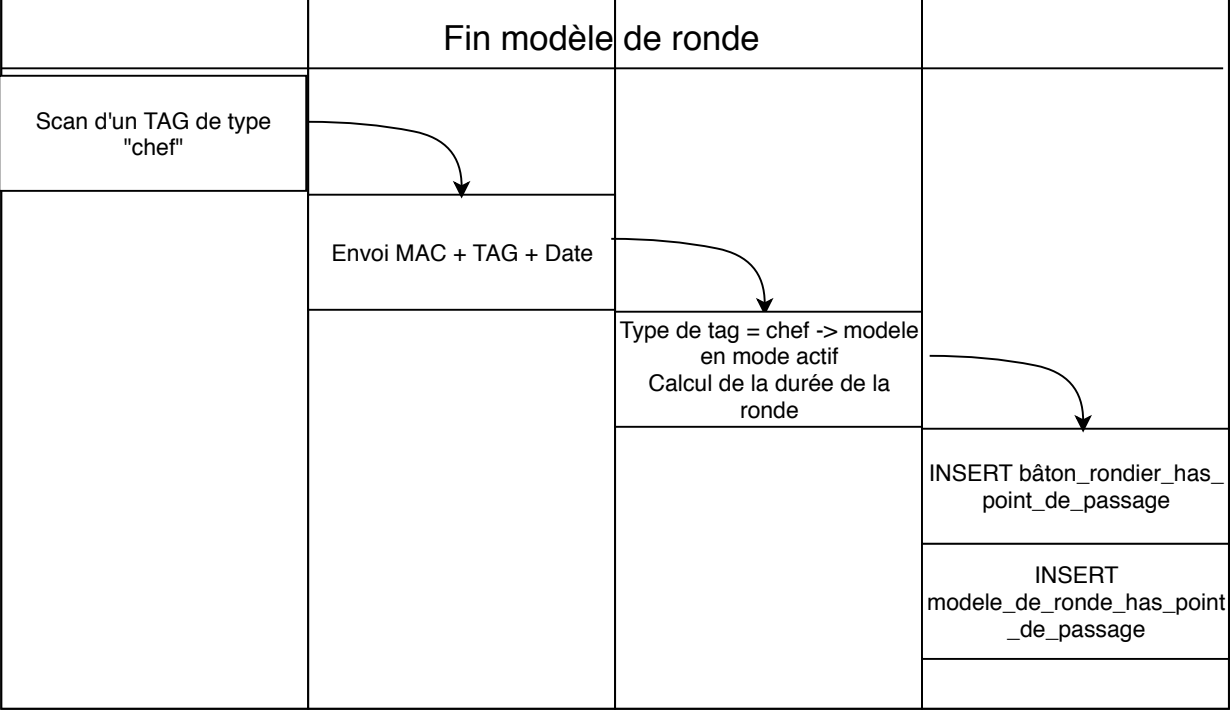 Fin modèle de ronde
Scan d'un TAG de type
"chef"
Envoi MAC + TAG + Date
Type de tag = chef -> modele
en mode actif
Calcul de la durée de la
ronde
INSERT bâton_rondier_has_
point_de_passage
INSERT
modele_de_ronde_has_point
_de_passage